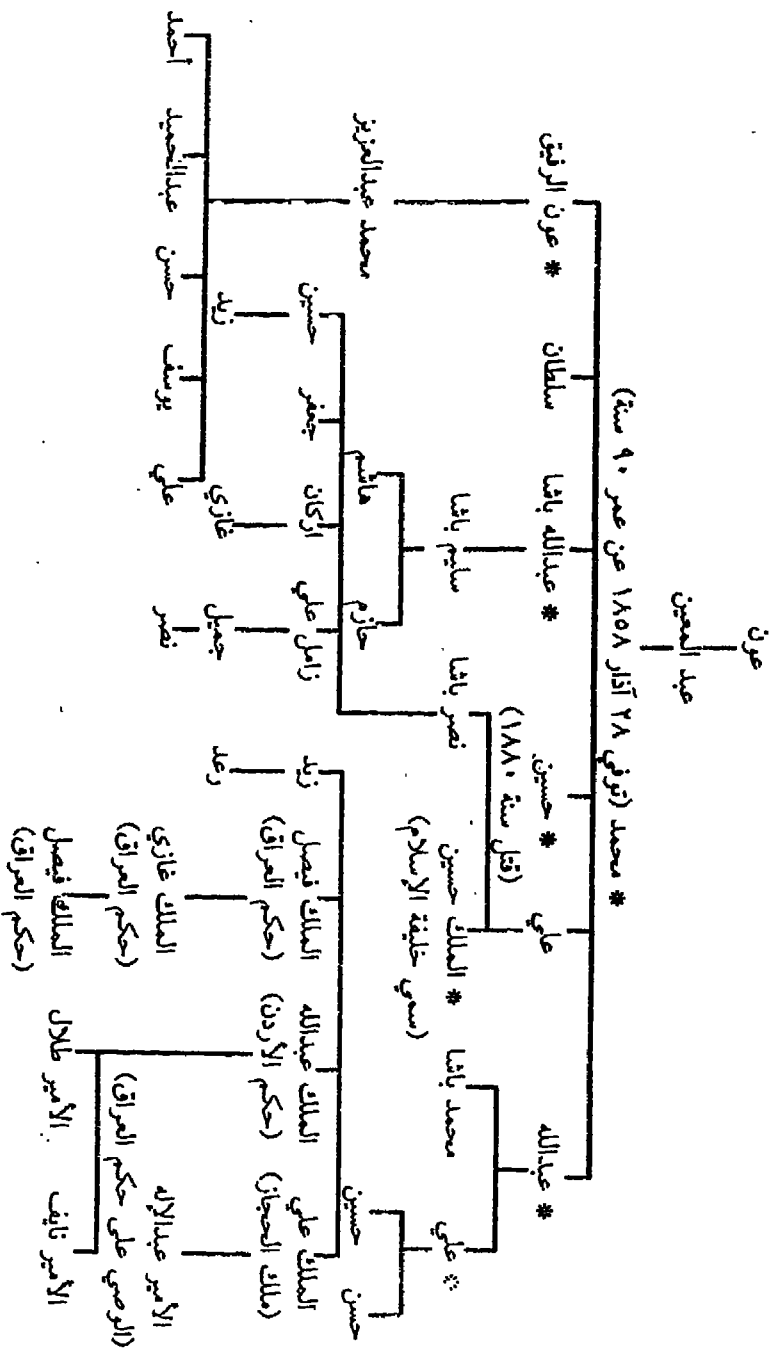 عون
عبد المعين
* محمد (توفي ٢٨ آذار ١٨٥٨ عن عمر ٩٠ سنة)
* عبدالله
علي
* حسين
(قتل سنة ١٨٨٠)
* عبدالله باشا
سلطان
* عون الرفيق
* علي
محمد باشا
* الملك حسين
(سمي خليفة الإسلام)
نصر باشا
سليم باشا
محمد عبدالعزيز
حسن
حسين
حازم
هاشم
الملك علي
(ملك الحجاز)
الملك عبدالله
(حكم الأردن)
الملك فيصل
(حكم العراق)
زيد
زامل علي
اركان
جعفر
حسين
الأمير عبدالإله
(الوصي على حكم العراق)
الملك غازي
(حكم العراق)
رعد
جميل
غازي
زيد
نصر
علي
يوسف
حسن
عبدالحميد
أحمد
الأمير نايف
الأمير طلال
الملك فيصل
(حكم العراق)